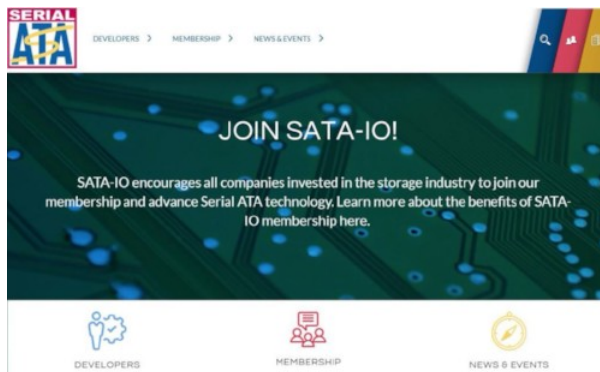 SERIAL
ATA
DEVELOPERS
MEMBERSHIP
NEWS & EVENTS
JOIN SATA-IO!
SATA-IO encourages all companies invested in the storage industry to join our
membership and advance Serial ATA technology. Learn more about the benefits of SATA-
IO membership here.
DEVELOPERS
MEMBERSHIP
NEWS & EVENTS